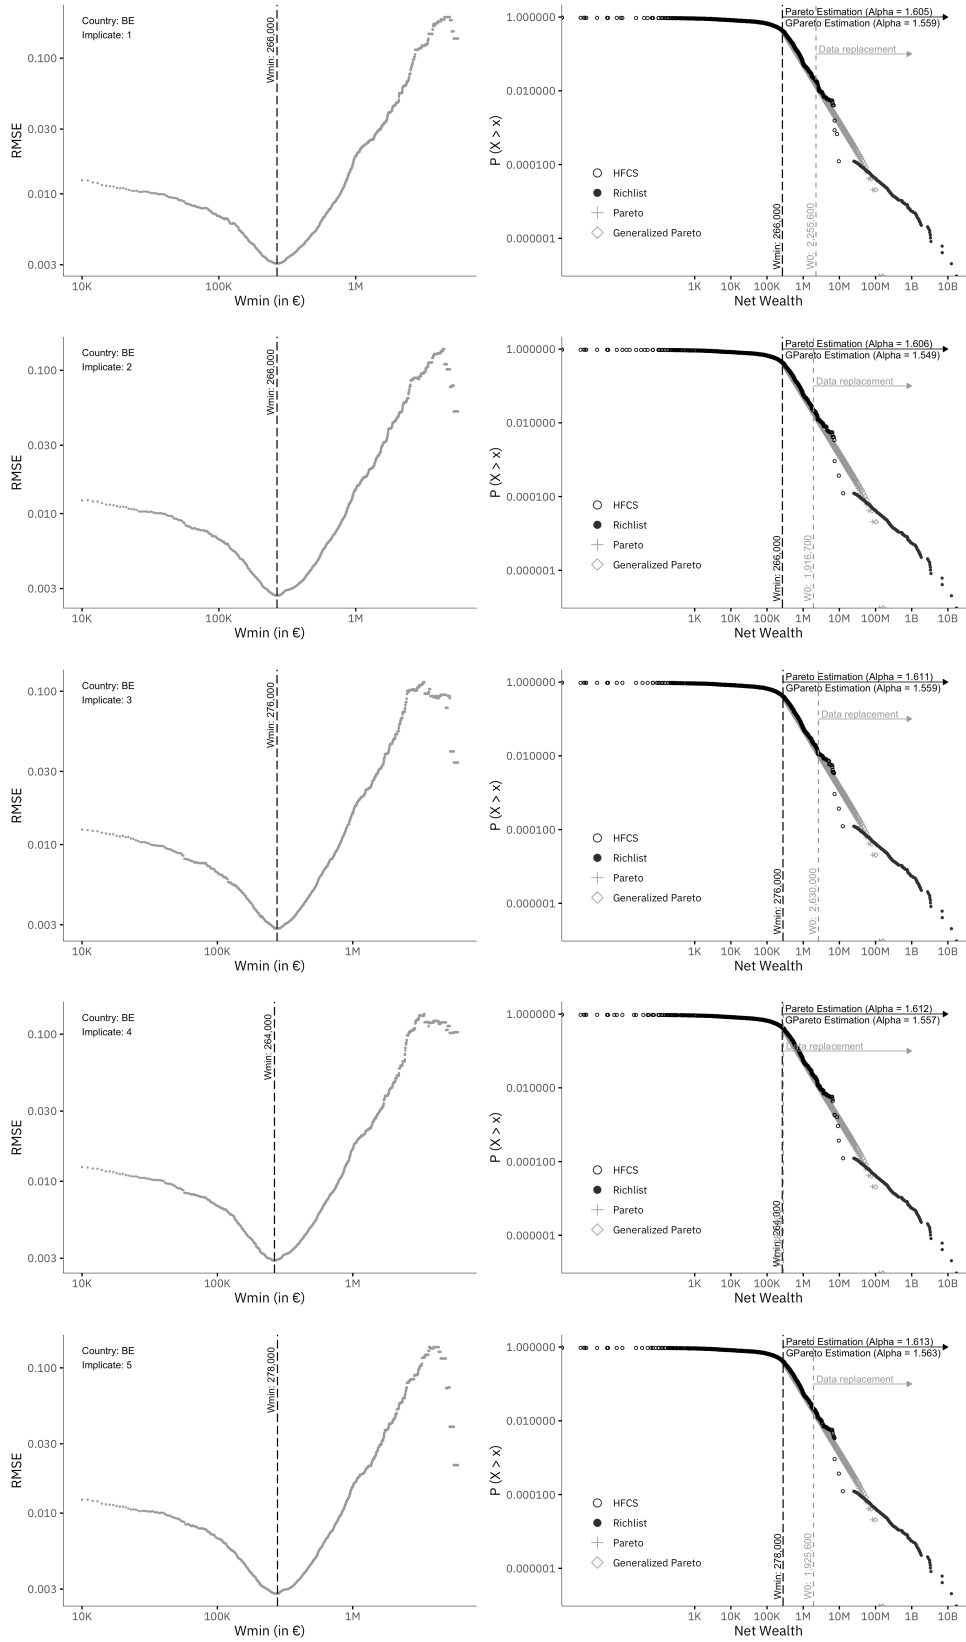 Country: BE
Implicate: 1
Wmin: 266,000
0.100
0.030
0.010
0.003
RMSE
10K 100K 1M
Wmin (in €)
Pareto Estimation (Alpha = 1.605)
GPareto Estimation (Alpha = 1.559)
Data replacement
1.000000
0.010000
0.000100
0.000001
P (X > x)
HFCS
Richlist
Pareto
Generalized Pareto
Wmin: 266,000
W0: 2,255,600
1K 10K 100K 1M 10M 100M 1B 10B
Net Wealth
Country: BE
Implicate: 2
Wmin: 266,000
0.100
0.030
0.010
0.003
RMSE
10K 100K 1M
Wmin (in €)
Pareto Estimation (Alpha = 1.606)
GPareto Estimation (Alpha = 1.549)
Data replacement
1.000000
0.010000
0.000100
0.000001
P (X > x)
HFCS
Richlist
Pareto
Generalized Pareto
Wmin: 266,000
W0: 1,916,700
1K 10K 100K 1M 10M 100M 1B 10B
Net Wealth
Country: BE
Implicate: 3
Wmin: 276,000
0.100
0.030
0.010
0.003
RMSE
10K 100K 1M
Wmin (in €)
Pareto Estimation (Alpha = 1.611)
GPareto Estimation (Alpha = 1.559)
Data replacement
1.000000
0.010000
0.000100
0.000001
P (X > x)
HFCS
Richlist
Pareto
Generalized Pareto
Wmin: 276,000
W0: 2,630,000
1K 10K 100K 1M 10M 100M 1B 10B
Net Wealth
Country: BE
Implicate: 4
Wmin: 264,000
0.100
0.030
0.010
0.003
RMSE
10K 100K 1M
Wmin (in €)
Pareto Estimation (Alpha = 1.612)
GPareto Estimation (Alpha = 1.557)
Data replacement
1.000000
0.010000
0.000100
0.000001
P (X > x)
HFCS
Richlist
Pareto
Generalized Pareto
Wmin: 264,000
1K 10K 100K 1M 10M 100M 1B 10B
Net Wealth
Country: BE
Implicate: 5
Wmin: 278,000
0.100
0.030
0.010
0.003
RMSE
10K 100K 1M
Wmin (in €)
Pareto Estimation (Alpha = 1.613)
GPareto Estimation (Alpha = 1.563)
Data replacement
1.000000
0.010000
0.000100
0.000001
P (X > x)
HFCS
Richlist
Pareto
Generalized Pareto
Wmin: 278,000
W0: 1,925,600
1K 10K 100K 1M 10M 100M 1B 10B
Net Wealth